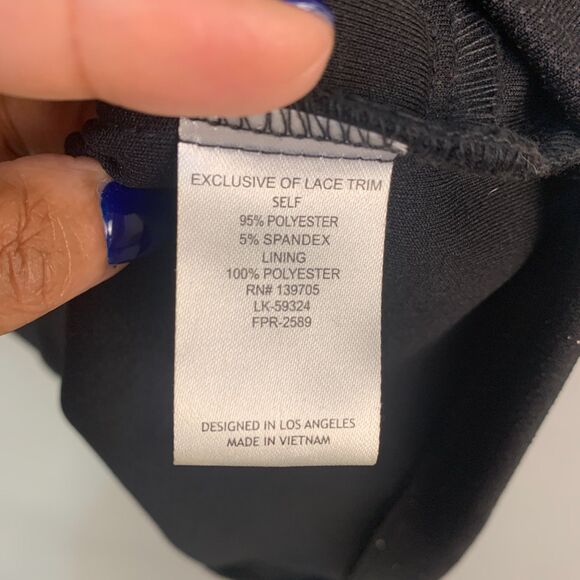 EXCLUSIVE OF LACE TRIM
SELF
95% POLYESTER
5% SPANDEX
LINING
100% POLYESTER
RN# 139705
LK-59324
FPR-2589
DESIGNED IN LOS ANGELES
MADE IN VIETNAM